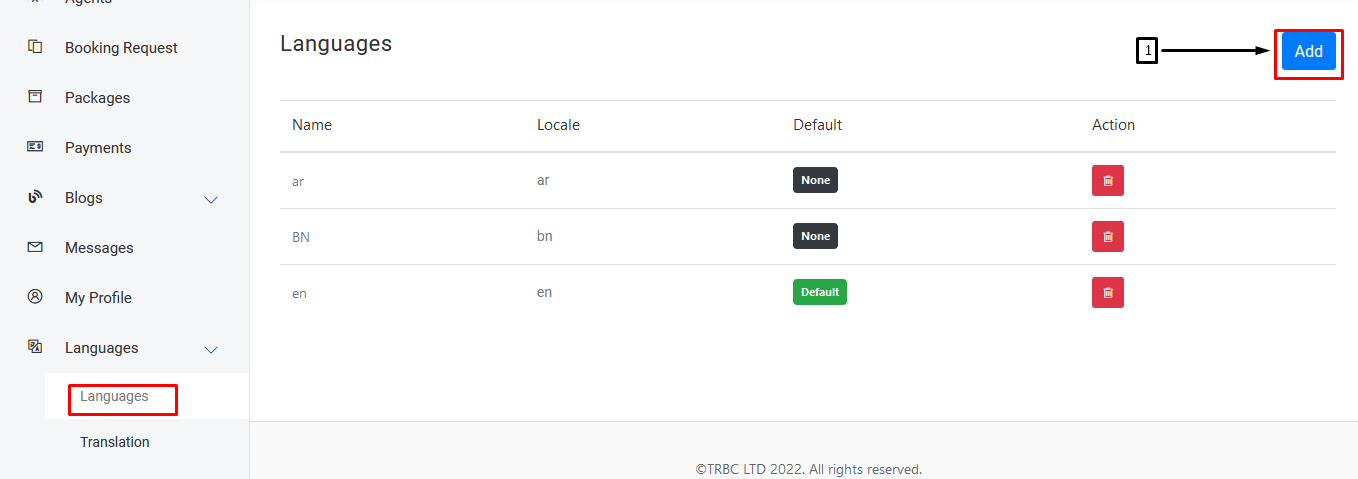 Agents
Booking Request
Packages
Payments
Blogs
Messages
My Profile
Languages
Languages
Translation
Languages
1
Add
Name Locale Default Action
ar ar None
BN bn None
en en Default
©TRBC LTD 2022. All rights reserved.